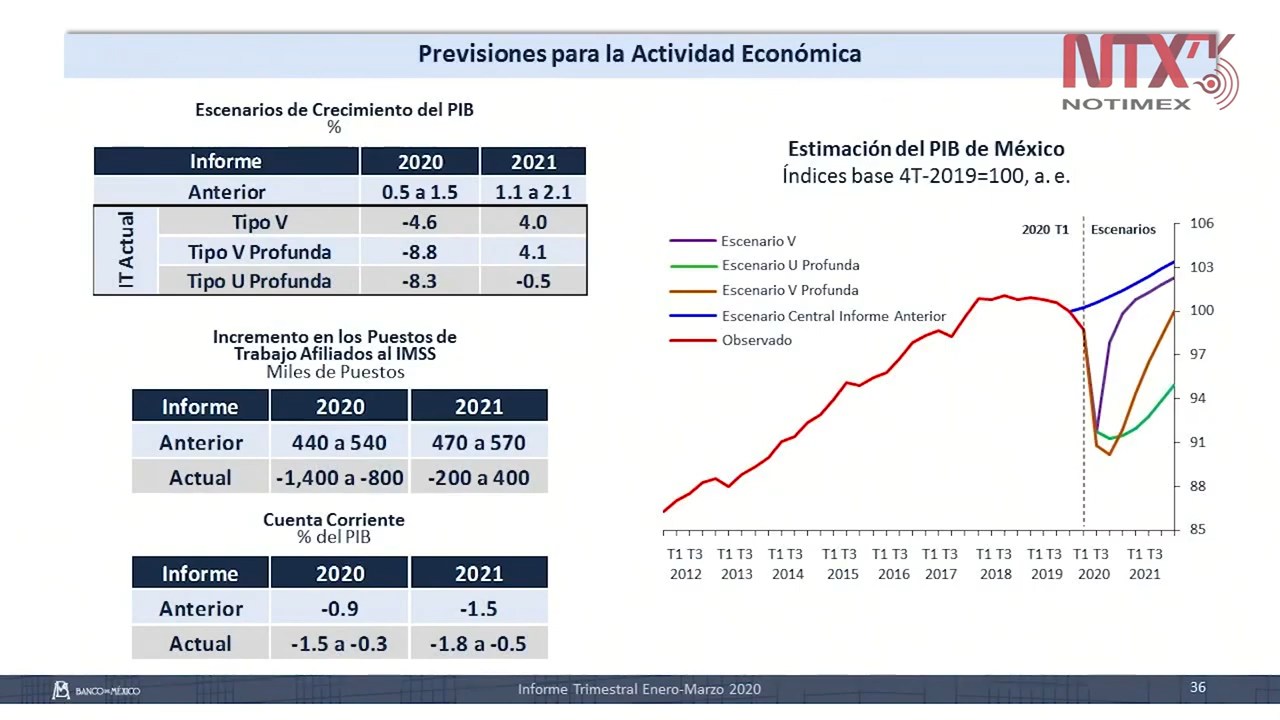 Previsiones para la Actividad Económica
NTX
NOTIMEX
Escenarios de Crecimiento del PIB
%
Informe 2020 2021
Anterior 0.5 a 1.5 1.1 a 2.1
IT Actual
Tipo V -4.6 4.0
Tipo V Profunda -8.8 4.1
Tipo U Profunda -8.3 -0.5
Incremento en los Puestos de
Trabajo Afiliados al IMSS
Miles de Puestos
Informe 2020 2021
Anterior 440 a 540 470 a 570
Actual -1,400 a -800 -200 a 400
Cuenta Corriente
% del PIB
Informe 2020 2021
Anterior -0.9 -1.5
Actual -1.5 a -0.3 -1.8 a -0.5
Estimación del PIB de México
Índices base 4T-2019=100, a. e.
2020 T1 Escenarios
Escenario V
Escenario U Profunda
Escenario V Profunda
Escenario Central Informe Anterior
Observado
106
103
100
97
94
91
88
85
T1 T3 T1 T3 T1 T3 T1 T3 T1 T3 T1 T3 T1 T3 T1 T3 T1 T3 T1 T3
2012 2013 2014 2015 2016 2017 2018 2019 2020 2021
BANCO DE MÉXICO
Informe Trimestral Enero-Marzo 2020
36